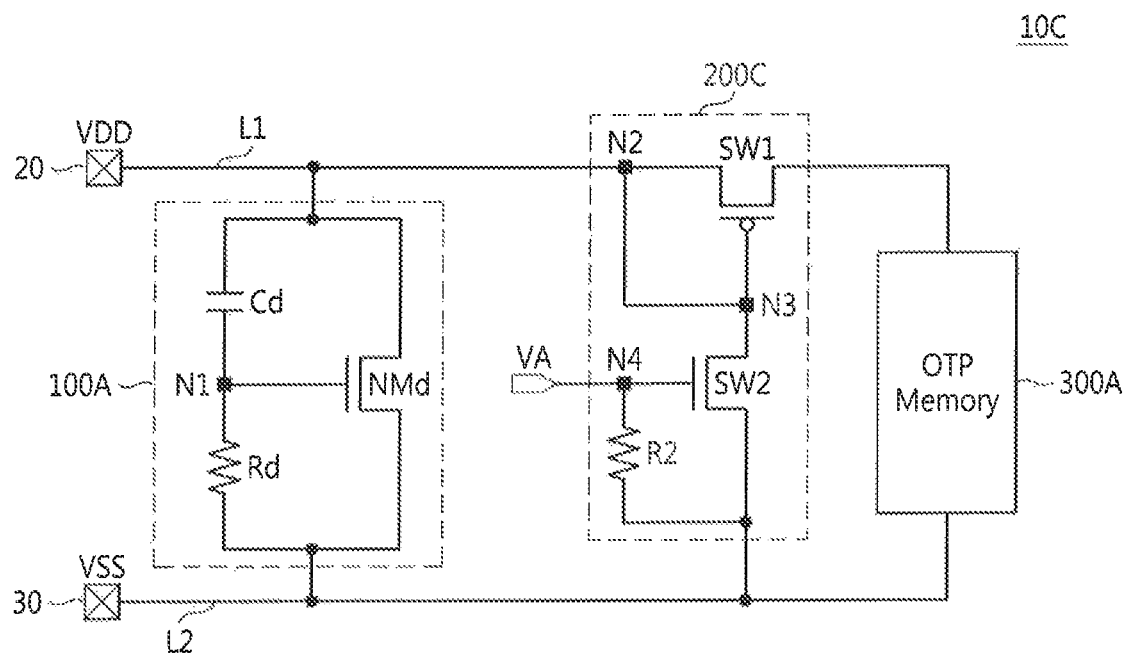 10C
200C
VDD
L1
N2
SW1
20
Cd
N3
100A
N1
NMd
VA
N4
SW2
OTP
Memory
300A
Rd
R2
VSS
30
L2